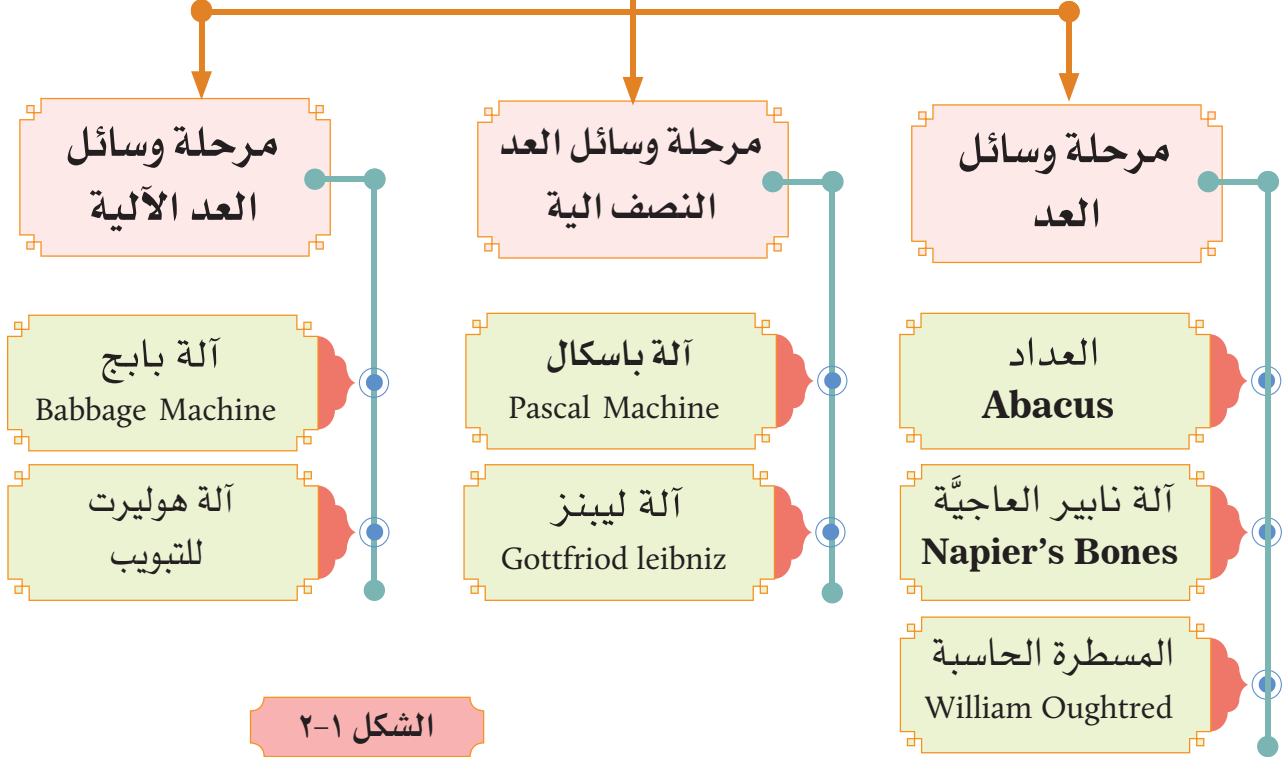 مرحلة وسائل
العد
العداد
Abacus
آلة نابير العاجيَّة
Napier's Bones
المسطرة الحاسبة
William Oughtred
مرحلة وسائل العد
النصف الية
آلة باسكال
Pascal Machine
آلة ليبنز
Gottfriod leibniz
مرحلة وسائل
العد الآلية
آلة بابج
Babbage Machine
آلة هوليرت
للتبويب
الشكل ١-٢